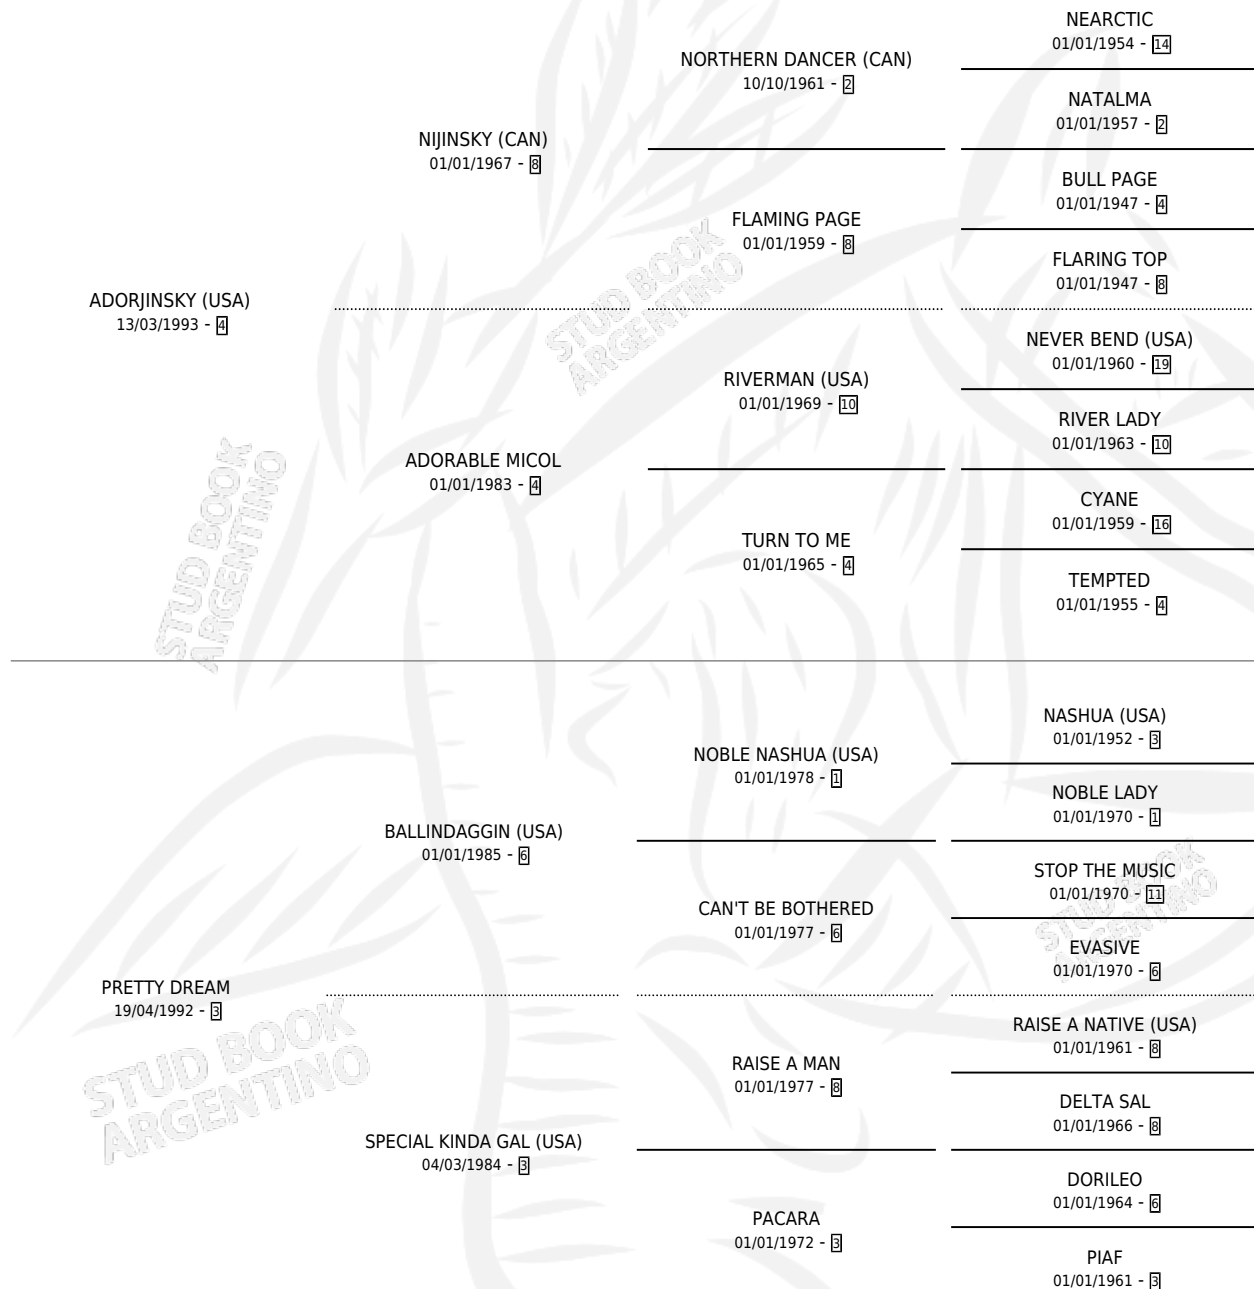 NEARCTIC
01/01/1954 - 14
NORTHERN DANCER (CAN)
10/10/1961 - 2
NATALMA
01/01/1957 - 2
NIJINSKY (CAN)
01/01/1967 - 8
BULL PAGE
01/01/1947 - 4
FLAMING PAGE
01/01/1959 - 8
FLARING TOP
01/01/1947 - 8
ADORJINSKY (USA)
13/03/1993 - 4
NEVER BEND (USA)
01/01/1960 - 19
RIVERMAN (USA)
01/01/1969 - 10
RIVER LADY
01/01/1963 - 10
ADORABLE MICOL
01/01/1983 - 4
CYANE
01/01/1959 - 16
TURN TO ME
01/01/1965 - 4
TEMPTED
01/01/1955 - 4
NASHUA (USA)
01/01/1952 - 3
NOBLE NASHUA (USA)
01/01/1978 - 1
NOBLE LADY
01/01/1970 - 1
BALLINDAGGIN (USA)
01/01/1985 - 6
STOP THE MUSIC
01/01/1970 - 11
CAN'T BE BOTHERED
01/01/1977 - 6
EVASIVE
01/01/1970 - 6
PRETTY DREAM
19/04/1992 - 3
RAISE A NATIVE (USA)
01/01/1961 - 8
RAISE A MAN
01/01/1977 - 8
DELTA SAL
01/01/1966 - 8
SPECIAL KINDA GAL (USA)
04/03/1984 - 3
DORILEO
01/01/1964 - 6
PACARA
01/01/1972 - 3
PIAF
01/01/1961 - 3
STUD BOOK
ARGENTINO
STUD BOOK
ARGENTINO
STUD BOOK
ARGENTINO
STUD BOOK
ARGENTINO